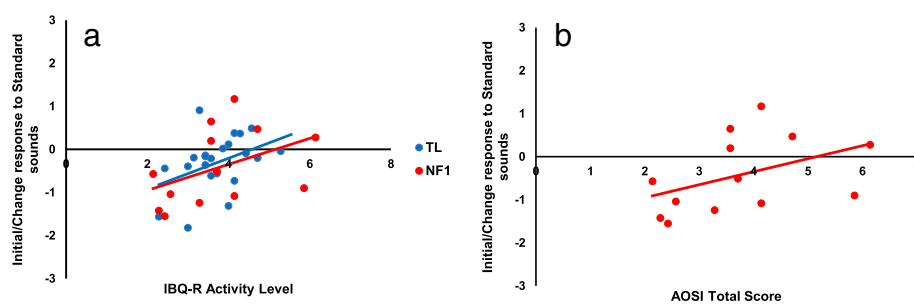 a
Initial/Change response to Standard
sounds
3
2
1
0
-1
-2
-3
0
2
4
6
8
IBQ-R Activity Level
TL
NF1
b
Initial/Change response to Standard
sounds
3
2
1
0
-1
-2
-3
0
1
2
3
4
5
6
AOSI Total Score